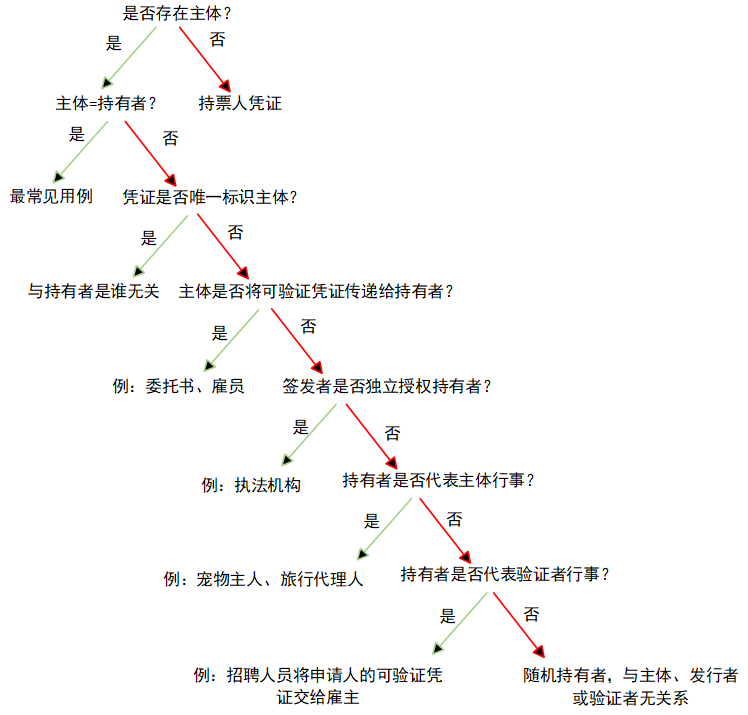 是否存在主体？
是
否
主体=持有者？
持票人凭证
是
否
最常见用例
凭证是否唯一标识主体？
是
否
与持有者是谁无关
主体是否将可验证凭证传递给持有者？
是
否
例：委托书、雇员
签发者是否独立授权持有者？
是
否
例：执法机构
持有者是否代表主体行事？
是
否
例：宠物主人、旅行代理人
持有者是否代表验证者行事？
是
否
例：招聘人员将申请人的可验证凭
证交给雇主
随机持有者，与主体、发行者
或验证者无关系